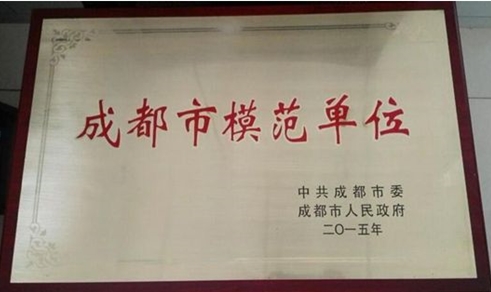 成都市模范单位
中共成都市委
成都市人民政府
二〇一五年